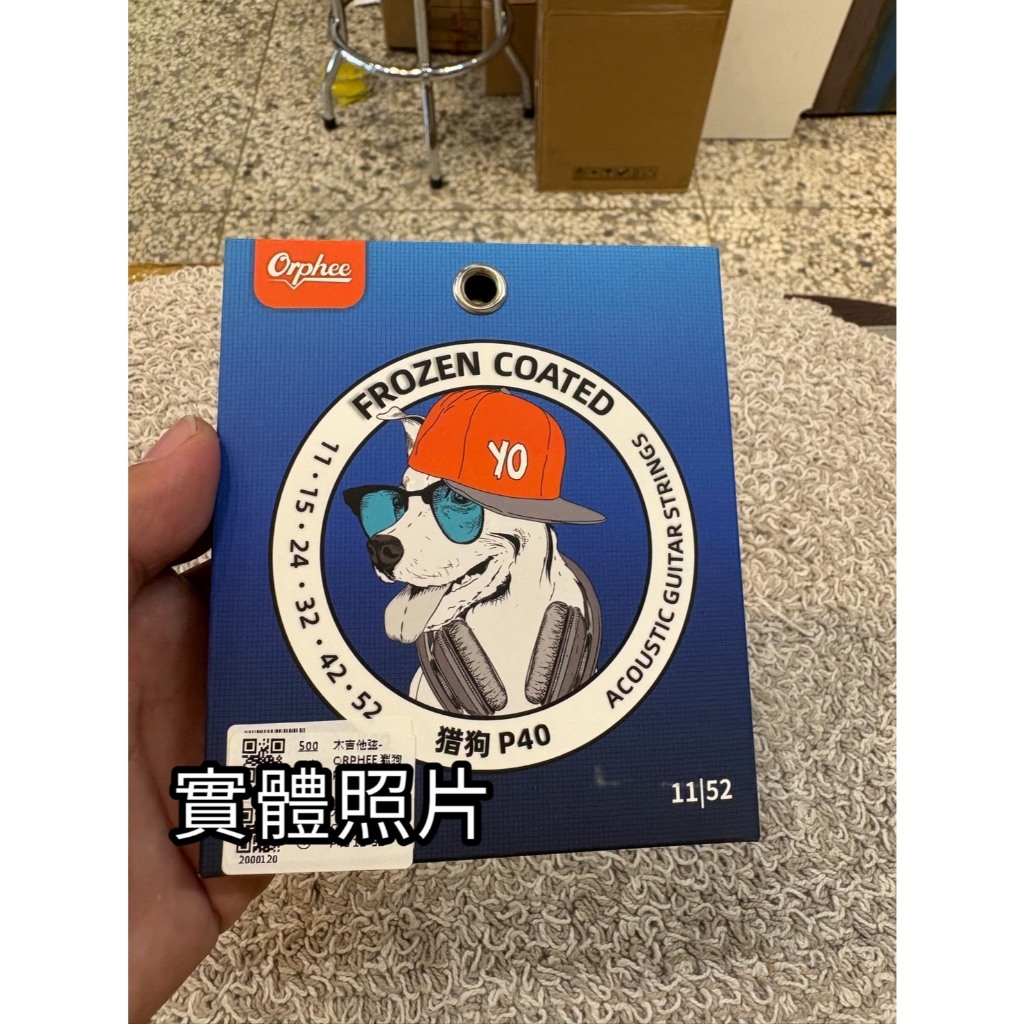 Orphee
FROZEN COATED
11 · 15 · 24 · 32 · 42 · 52
ACOUSTIC GUITAR STRINGS
YO
猎狗 P40
11|52
500
木吉他弦-
ORPHEE 獵狗
實體照片
2000120